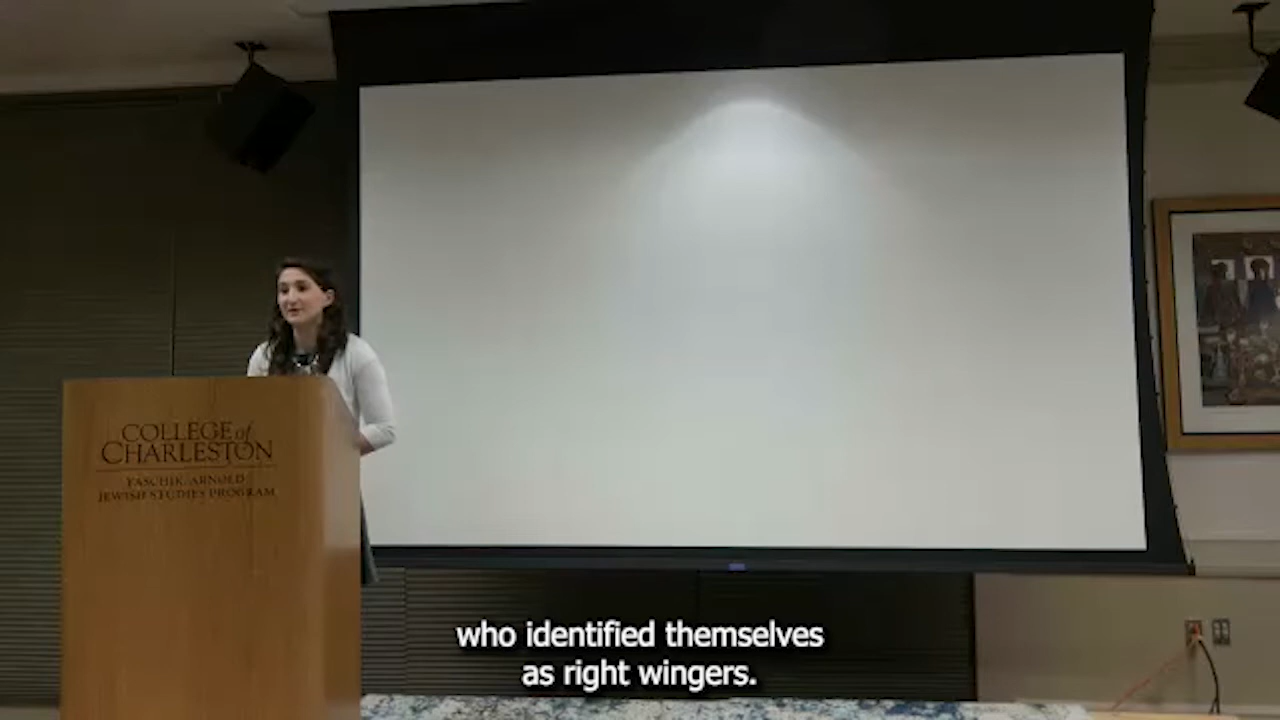 COLLEGE of
CHARLESTON
YASCHIK/ARNOLD
JEWISH STUDIES PROGRAM
who identified themselves
as right wingers.